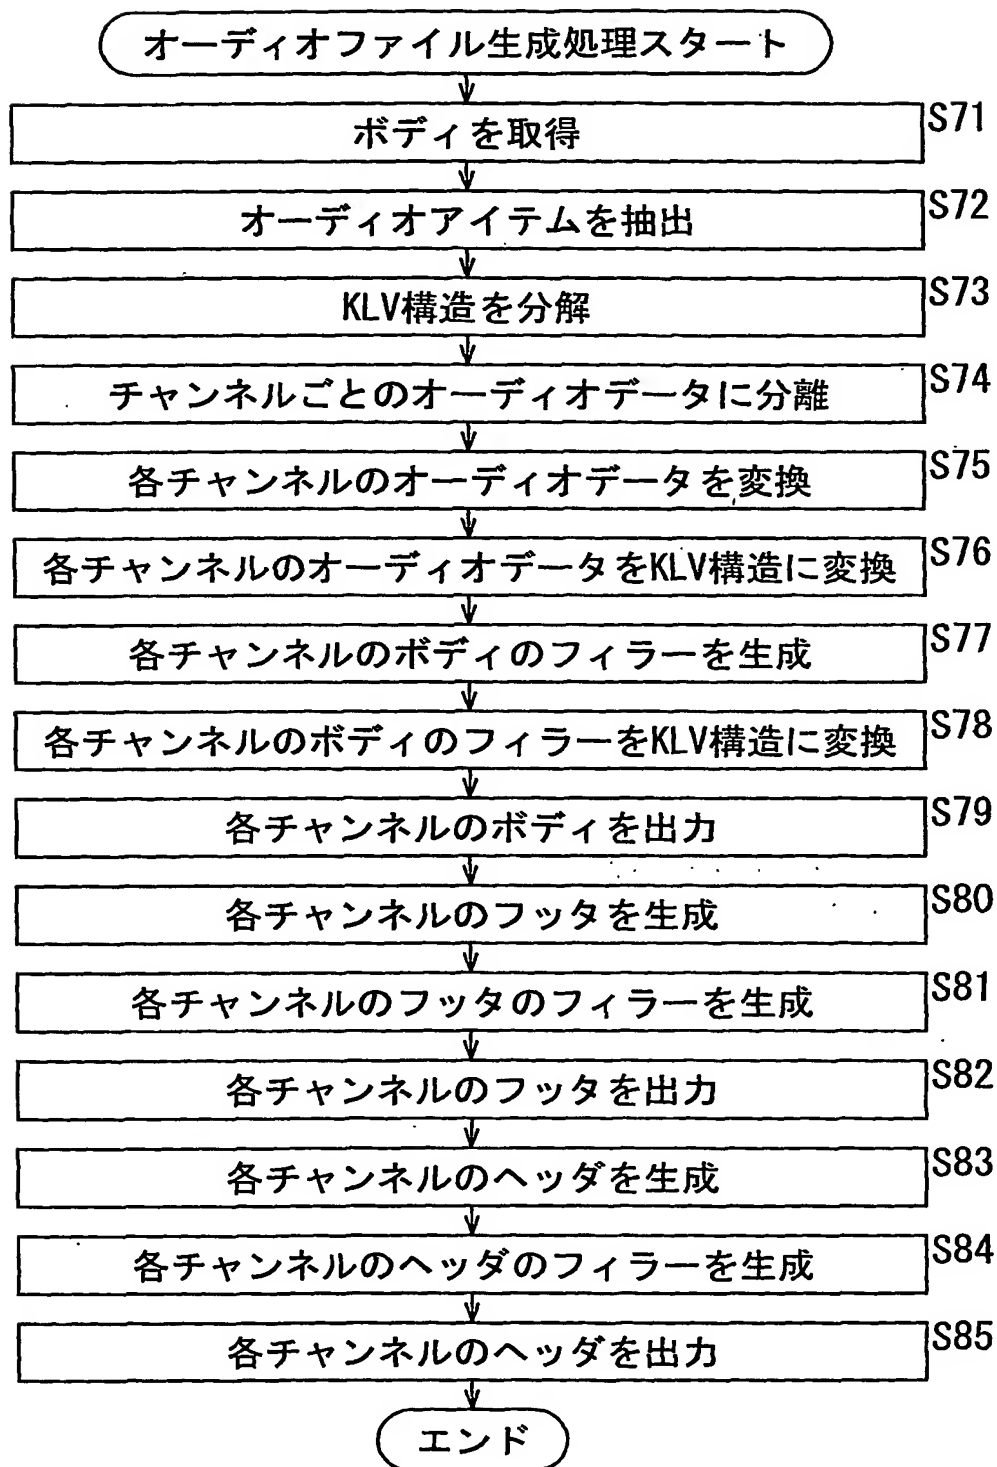 オーディオファイル生成処理スタート
ボディを取得 S71
オーディオアイテムを抽出 S72
KLV構造を分解 S73
チャンネルごとのオーディオデータに分離 S74
各チャンネルのオーディオデータを変換 S75
各チャンネルのオーディオデータをKLV構造に変換 S76
各チャンネルのボディのフィラーを生成 S77
各チャンネルのボディのフィラーをKLV構造に変換 S78
各チャンネルのボディを出力 S79
各チャンネルのフッタを生成 S80
各チャンネルのフッタのフィラーを生成 S81
各チャンネルのフッタを出力 S82
各チャンネルのヘッダを生成 S83
各チャンネルのヘッダのフィラーを生成 S84
各チャンネルのヘッダを出力 S85
エンド